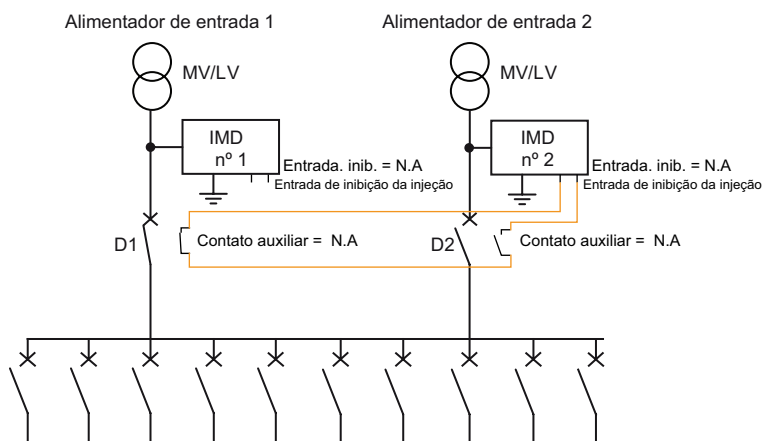 Alimentador de entrada 1
Alimentador de entrada 2
MV/LV
MV/LV
IMD
nº 1
IMD
nº 2
Entrada. inib. = N.A
Entrada de inibição da injeção
Entrada. inib. = N.A
Entrada de inibição da injeção
D1
Contato auxiliar = N.A
D2
Contato auxiliar = N.A